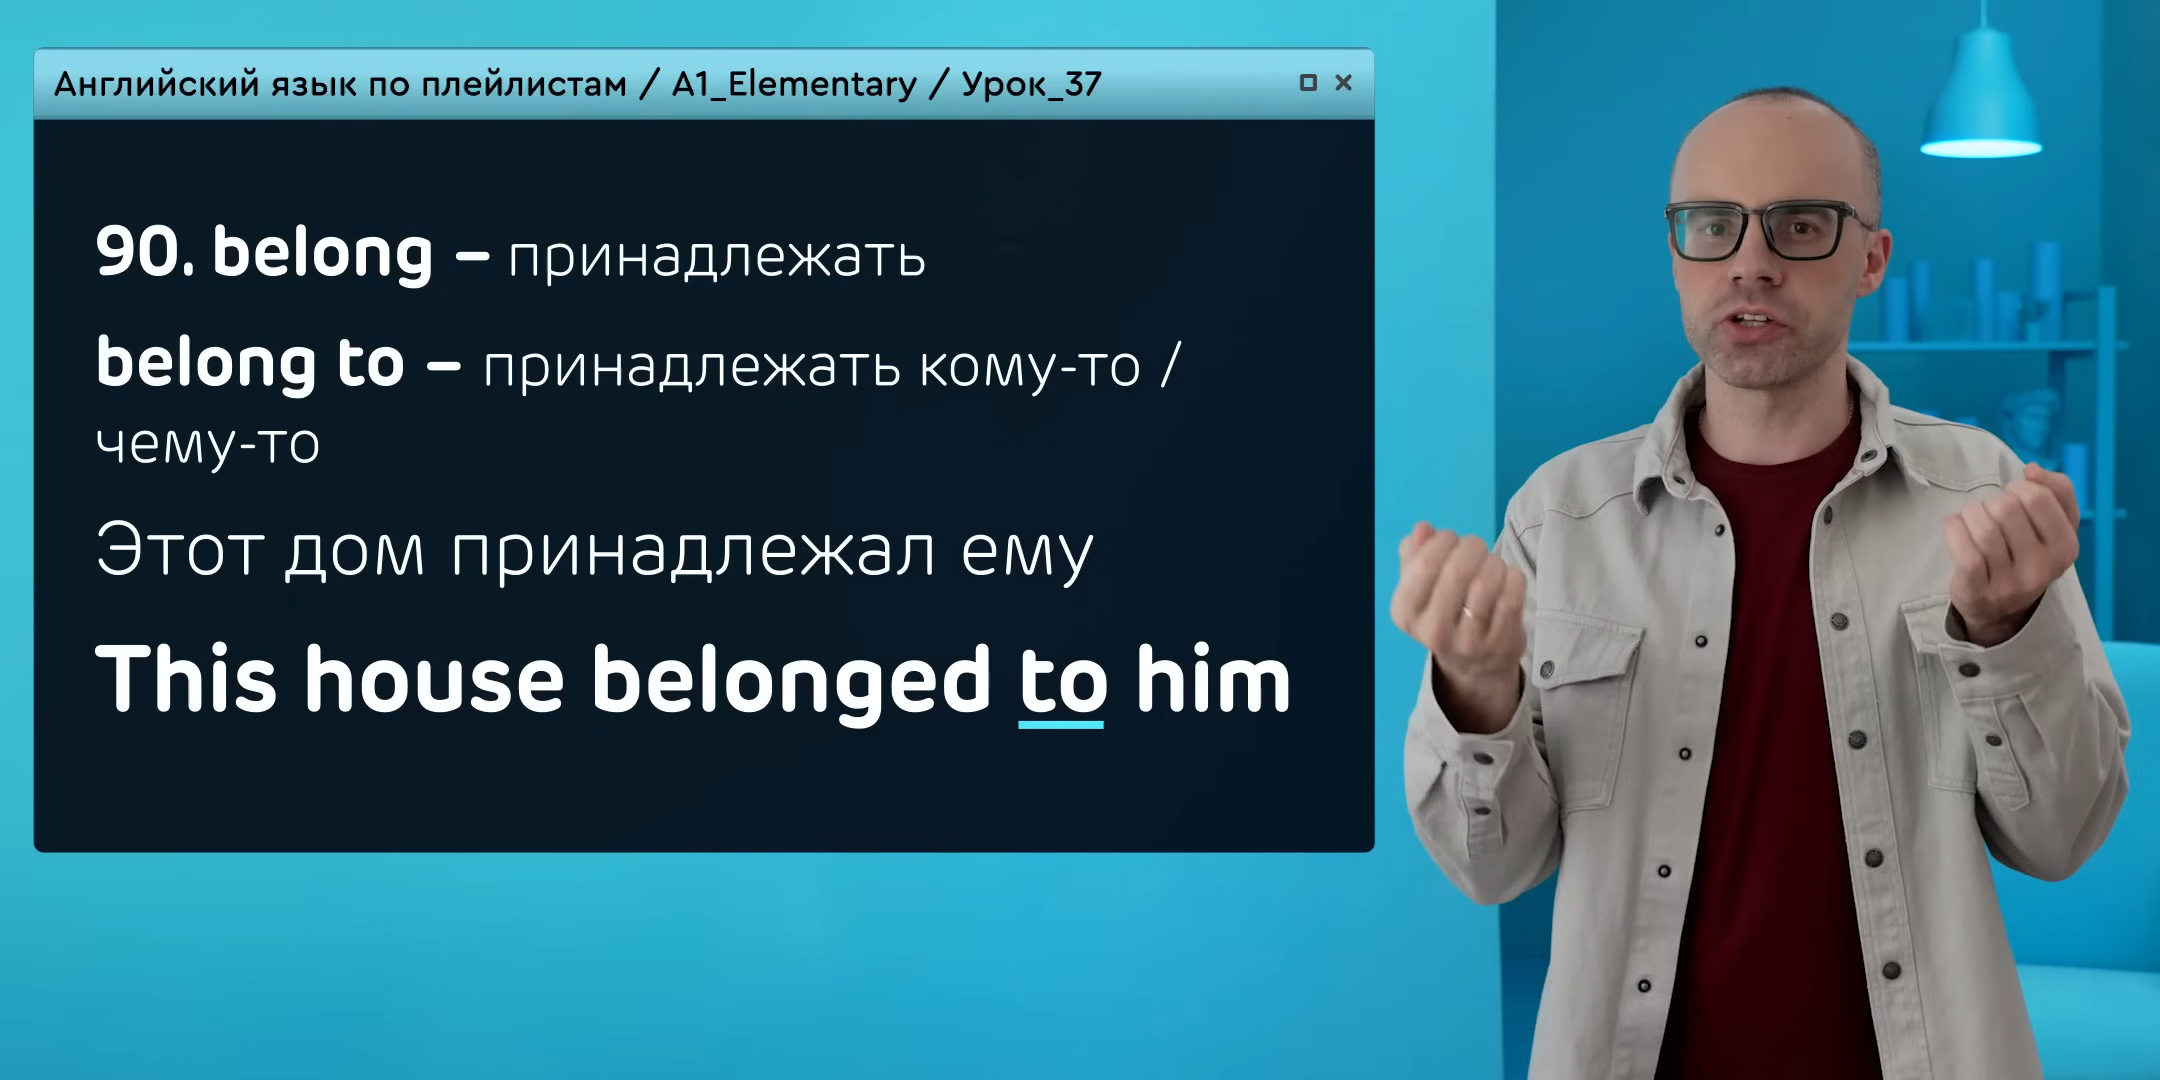 Английский язык по плейлистам / A1_Elementary / Урок_37
90. belong – принадлежать
belong to – принадлежать кому-то /
чему-то
Этот дом принадлежал ему
This house belonged to him